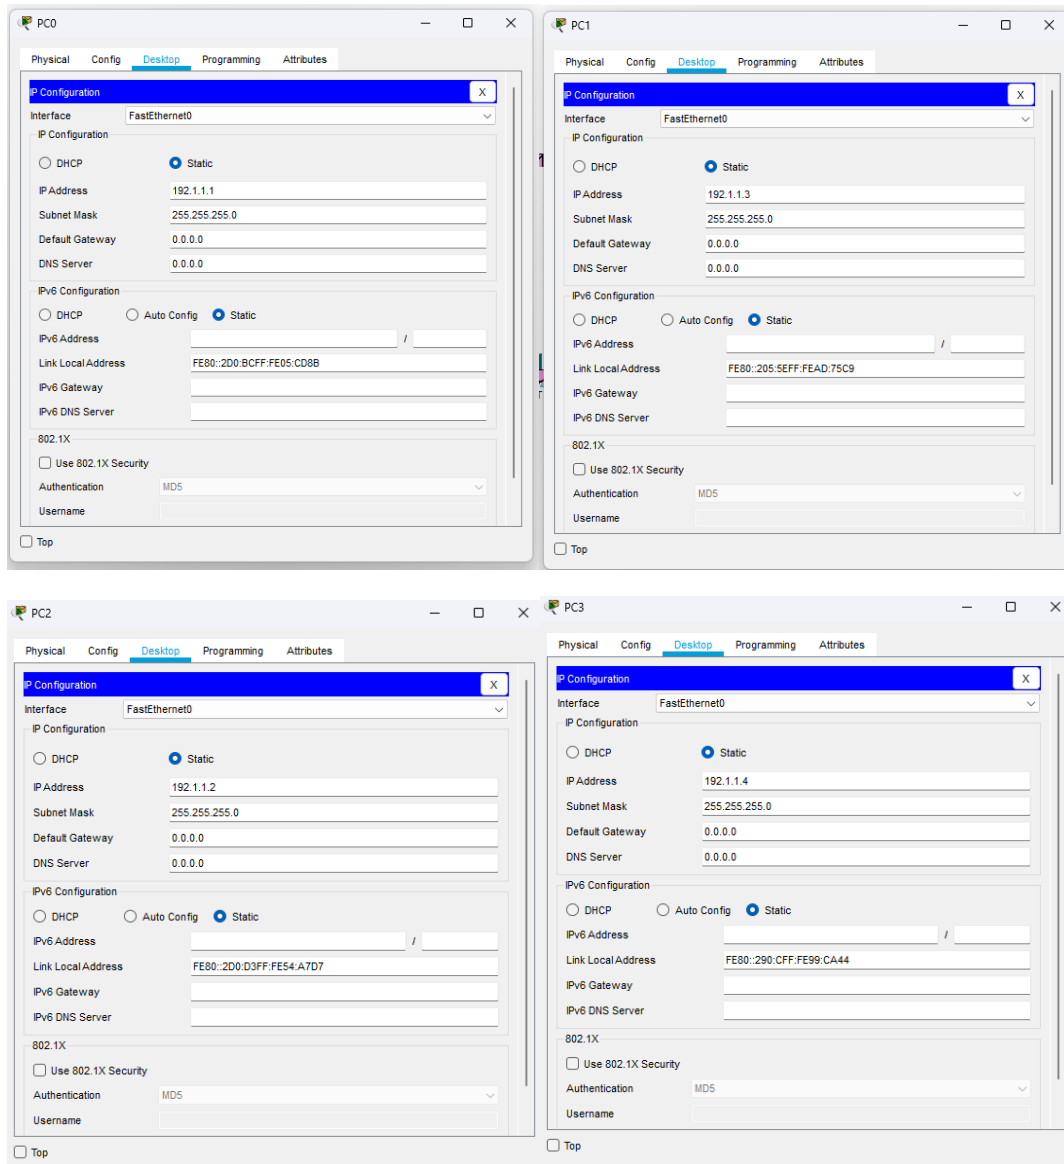 PC0
Physical Config Desktop Programming Attributes
IP Configuration X
Interface FastEthernet0
IP Configuration
DHCP Static
IP Address 192.1.1.1
Subnet Mask 255.255.255.0
Default Gateway 0.0.0.0
DNS Server 0.0.0.0
IPv6 Configuration
DHCP Auto Config Static
IPv6 Address /
Link Local Address FE80::2D0:BCFF:FE05:CD8B
IPv6 Gateway
IPv6 DNS Server
802.1X
Use 802.1X Security
Authentication MD5
Username
Top
PC1
Physical Config Desktop Programming Attributes
IP Configuration X
Interface FastEthernet0
IP Configuration
DHCP Static
IP Address 192.1.1.3
Subnet Mask 255.255.255.0
Default Gateway 0.0.0.0
DNS Server 0.0.0.0
IPv6 Configuration
DHCP Auto Config Static
IPv6 Address /
Link Local Address FE80::205:5EFF:FEAD:75C9
IPv6 Gateway
IPv6 DNS Server
802.1X
Use 802.1X Security
Authentication MD5
Username
Top
PC2
Physical Config Desktop Programming Attributes
IP Configuration X
Interface FastEthernet0
IP Configuration
DHCP Static
IP Address 192.1.1.2
Subnet Mask 255.255.255.0
Default Gateway 0.0.0.0
DNS Server 0.0.0.0
IPv6 Configuration
DHCP Auto Config Static
IPv6 Address /
Link Local Address FE80::2D0:D3FF:FE54:A7D7
IPv6 Gateway
IPv6 DNS Server
802.1X
Use 802.1X Security
Authentication MD5
Username
Top
PC3
Physical Config Desktop Programming Attributes
IP Configuration X
Interface FastEthernet0
IP Configuration
DHCP Static
IP Address 192.1.1.4
Subnet Mask 255.255.255.0
Default Gateway 0.0.0.0
DNS Server 0.0.0.0
IPv6 Configuration
DHCP Auto Config Static
IPv6 Address /
Link Local Address FE80::290:CFF:FE99:CA44
IPv6 Gateway
IPv6 DNS Server
802.1X
Use 802.1X Security
Authentication MD5
Username
Top